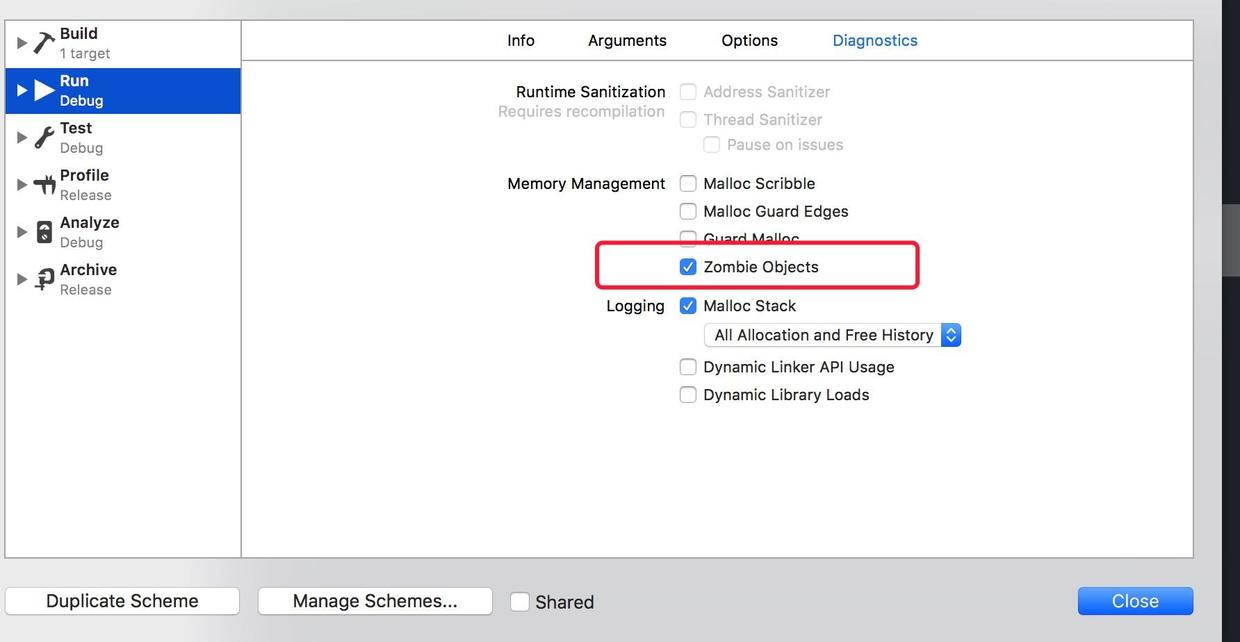 Build
1 target
Run
Debug
Test
Debug
Profile
Release
Analyze
Debug
Archive
Release
Info Arguments Options Diagnostics
Runtime Sanitization Address Sanitizer
Requires recompilation Thread Sanitizer
Pause on issues
Memory Management Malloc Scribble
Malloc Guard Edges
Guard Malloc
Zombie Objects
Logging Malloc Stack
All Allocation and Free History
Dynamic Linker API Usage
Dynamic Library Loads
Duplicate Scheme Manage Schemes... Shared Close